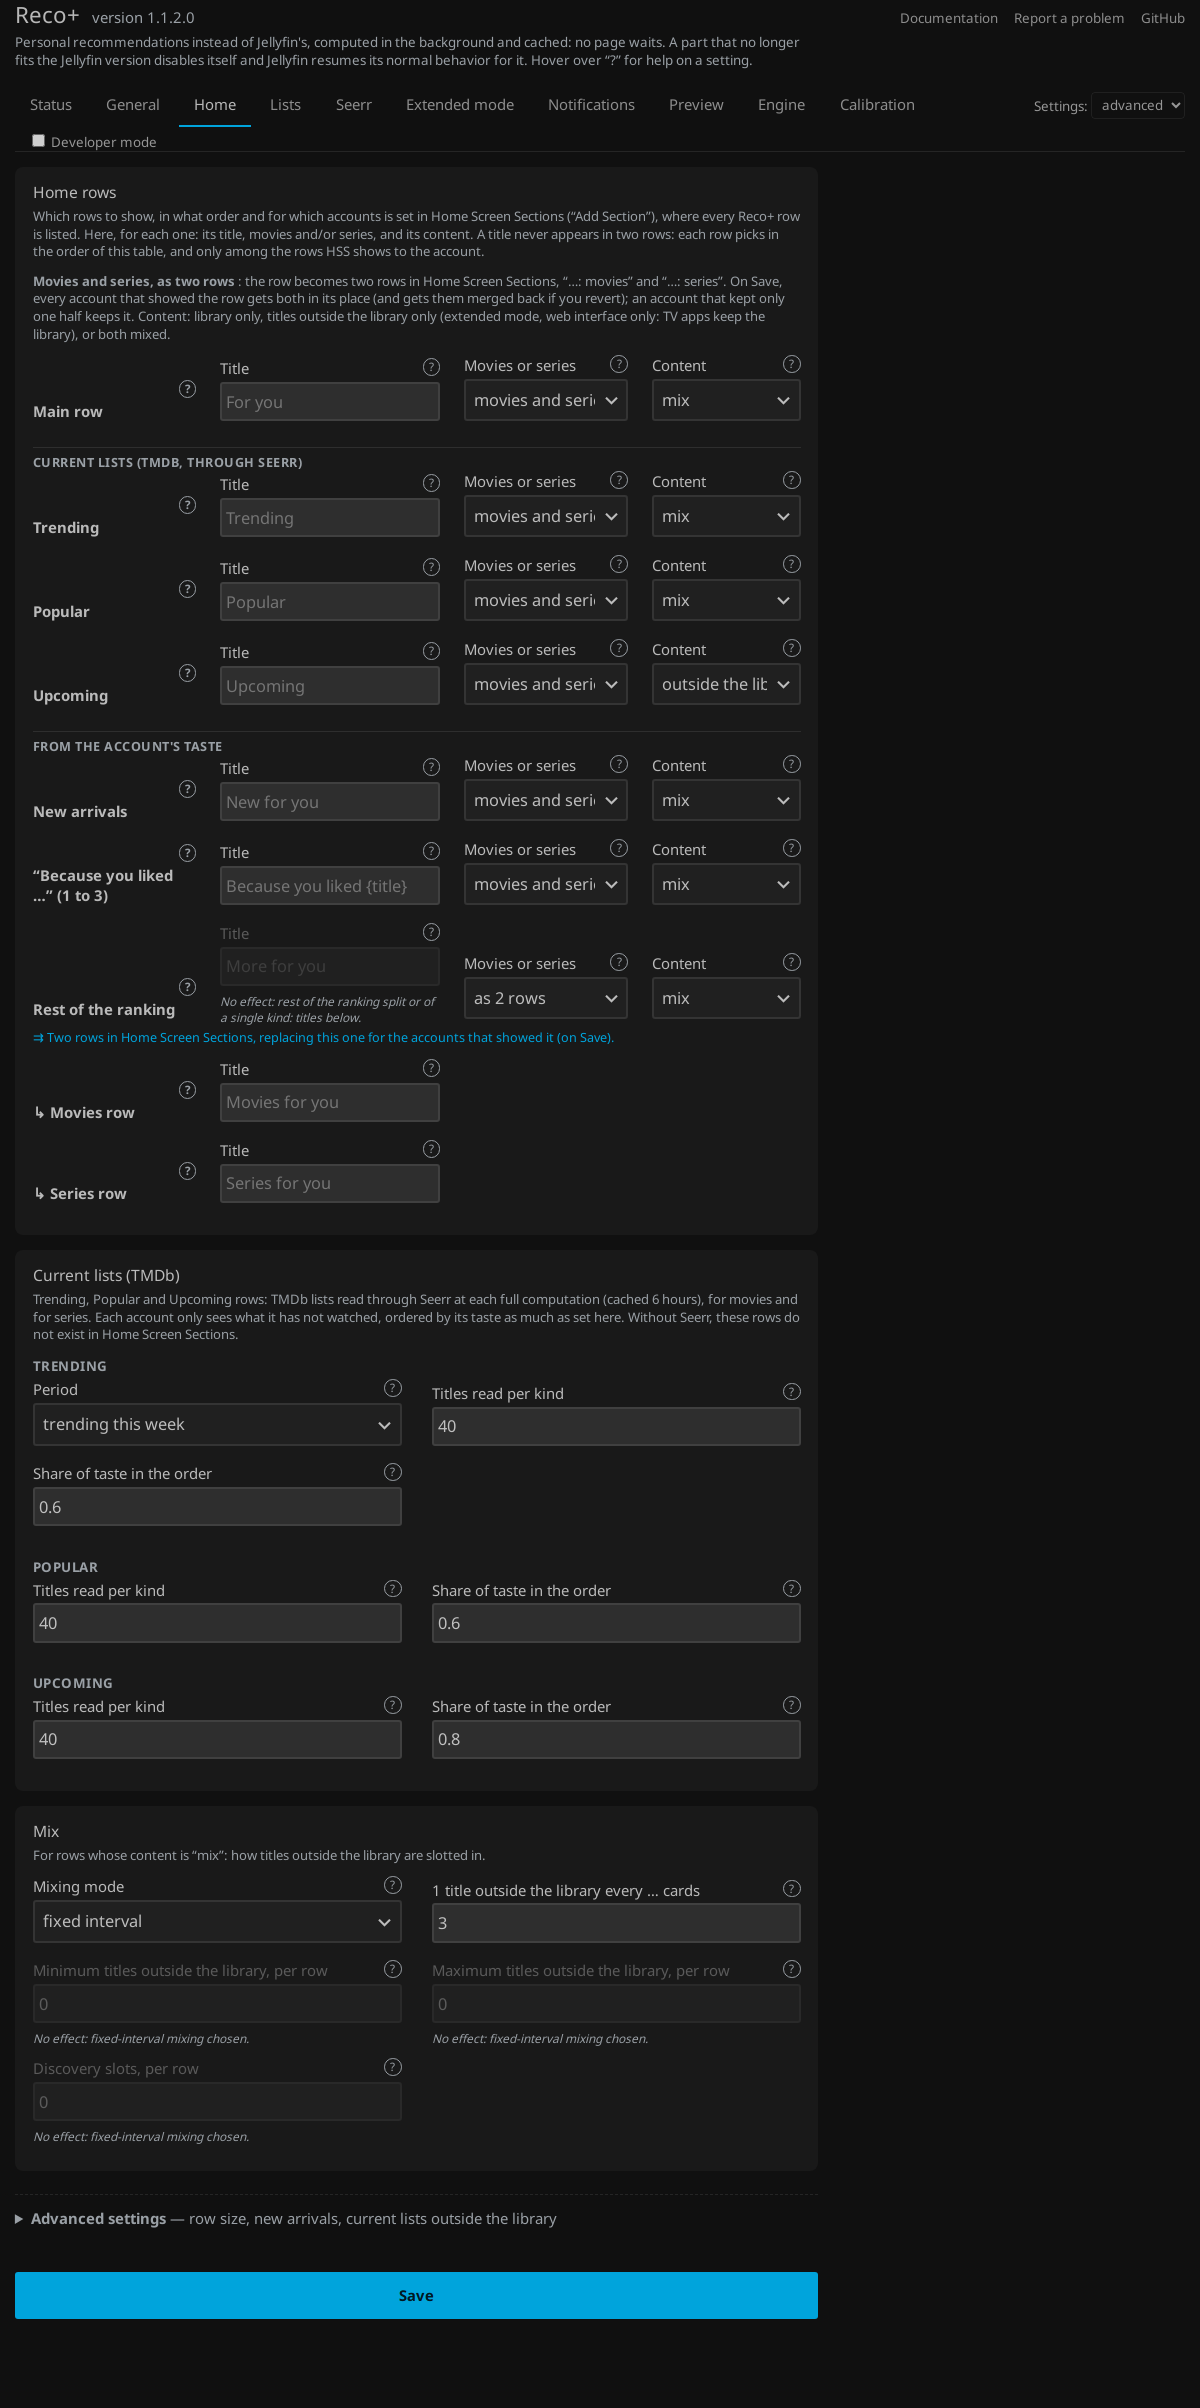 Reco+ version 1.1.2.0
Documentation Report a problem GitHub
Personal recommendations instead of Jellyfin's, computed in the background and cached: no page waits. A part that no longer
fits the Jellyfin version disables itself and Jellyfin resumes its normal behavior for it. Hover over “?” for help on a setting.
Status General Home Lists Seerr Extended mode Notifications Preview Engine Calibration
Settings: advanced
Developer mode
Home rows
Which rows to show, in what order and for which accounts is set in Home Screen Sections (“Add Section”), where every Reco+ row
is listed. Here, for each one: its title, movies and/or series, and its content. A title never appears in two rows: each row picks in
the order of this table, and only among the rows HSS shows to the account.
Movies and series, as two rows : the row becomes two rows in Home Screen Sections, “…: movies” and “…: series”. On Save,
every account that showed the row gets both in its place (and gets them merged back if you revert); an account that kept only
one half keeps it. Content: library only, titles outside the library only (extended mode, web interface only: TV apps keep the
library), or both mixed.
Title ? Movies or series ? Content ?
Main row ? For you movies and seri mix
CURRENT LISTS (TMDB, THROUGH SEERR)
Title ? Movies or series ? Content ?
Trending ? Trending movies and seri mix
Title ? Movies or series ? Content ?
Popular ? Popular movies and seri mix
Title ? Movies or series ? Content ?
Upcoming ? Upcoming movies and seri outside the lib
FROM THE ACCOUNT'S TASTE
Title ? Movies or series ? Content ?
New arrivals ? New for you movies and seri mix
? Title ? Movies or series ? Content ?
“Because you liked
…” (1 to 3) Because you liked {title} movies and seri mix
Title ?
More for you
Movies or series ? Content ?
Rest of the ranking ? as 2 rows mix
No effect: rest of the ranking split or of
a single kind: titles below.
⇉ Two rows in Home Screen Sections, replacing this one for the accounts that showed it (on Save).
Title ?
↳ Movies row ? Movies for you
Title ?
↳ Series row ? Series for you
Current lists (TMDb)
Trending, Popular and Upcoming rows: TMDb lists read through Seerr at each full computation (cached 6 hours), for movies and
for series. Each account only sees what it has not watched, ordered by its taste as much as set here. Without Seerr, these rows do
not exist in Home Screen Sections.
TRENDING
Period ? Titles read per kind ?
trending this week 40
Share of taste in the order ?
0.6
POPULAR
Titles read per kind ? Share of taste in the order ?
40 0.6
UPCOMING
Titles read per kind ? Share of taste in the order ?
40 0.8
Mix
For rows whose content is “mix”: how titles outside the library are slotted in.
Mixing mode ? 1 title outside the library every … cards ?
fixed interval 3
Minimum titles outside the library, per row ? Maximum titles outside the library, per row ?
0 0
No effect: fixed-interval mixing chosen. No effect: fixed-interval mixing chosen.
Discovery slots, per row ?
0
No effect: fixed-interval mixing chosen.
Advanced settings — row size, new arrivals, current lists outside the library
Save